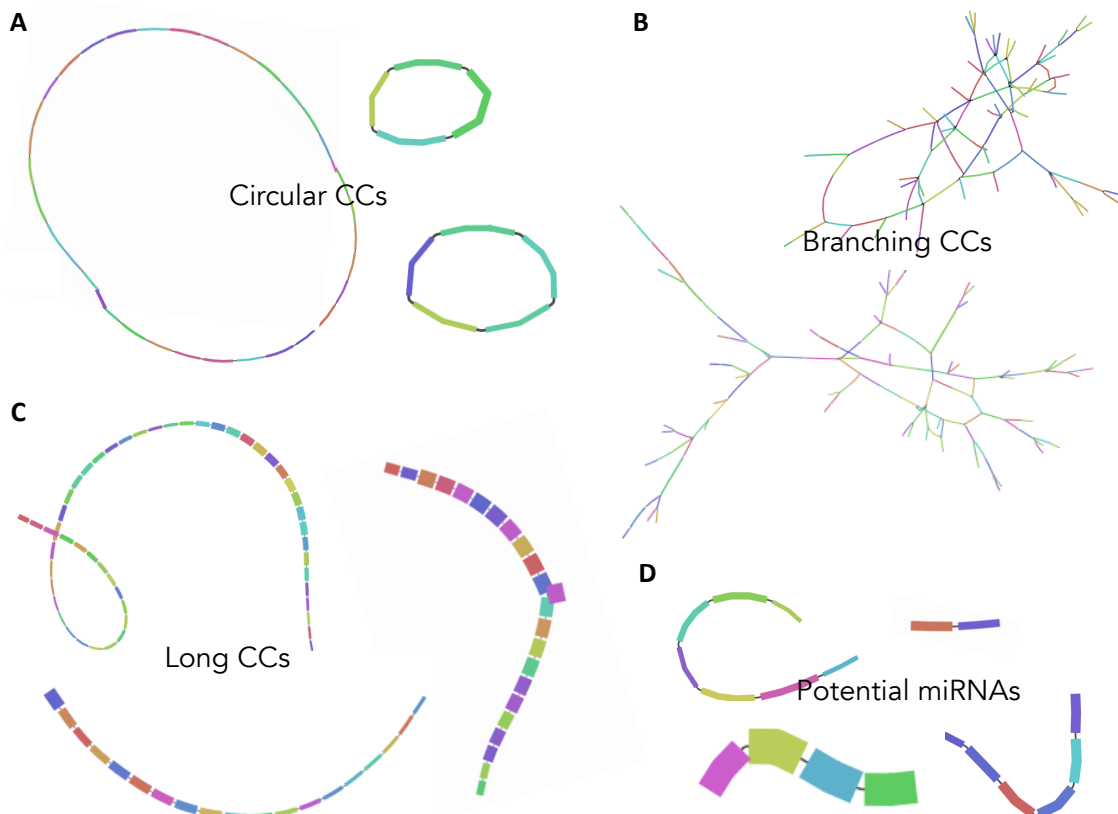 A
Circular CCs
B
Branching CCs
C
Long CCs
D
Potential miRNAs